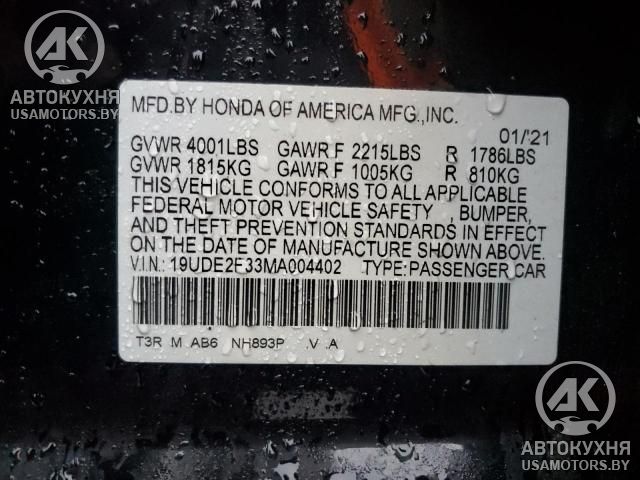 АК
АВТОКУХНЯ
USAMOTORS.BY
MFD.BY HONDA OF AMERICA MFG.,INC.
01/'21
GVWR 4001LBS GAWR F 2215LBS R 1786LBS
GVWR 1815KG GAWR F 1005KG R 810KG
THIS VEHICLE CONFORMS TO ALL APPLICABLE
FEDERAL MOTOR VEHICLE SAFETY , BUMPER,
AND THEFT PREVENTION STANDARDS IN EFFECT
ON THE DATE OF MANUFACTURE SHOWN ABOVE.
V.I.N.: 19UDE2F33MA004402 TYPE:PASSENGER CAR
T3R M AB6 NH893P V A
АК
АВТОКУХНЯ
USAMOTORS.BY